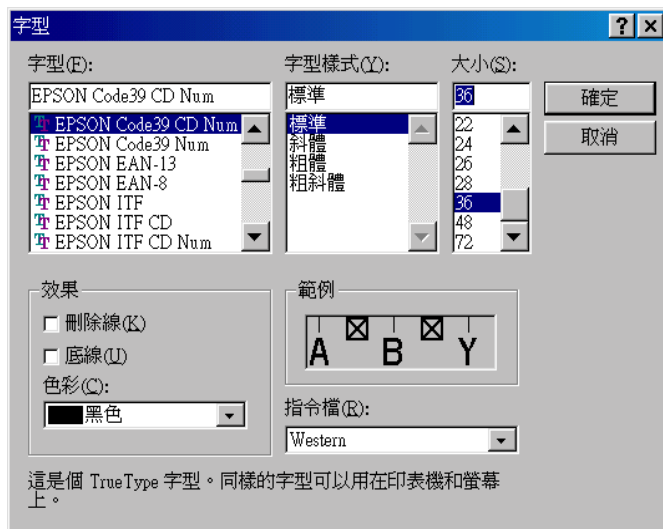 字型
字型(F):
字型樣式(Y):
大小(S):
EPSON Code39 CD Num
標準
36
確定
取消
EPSON Code39 CD Num
EPSON Code39 Num
EPSON EAN-13
EPSON EAN-8
EPSON ITF
EPSON ITF CD
EPSON ITF CD Num
標準
斜體
粗體
粗斜體
22
24
26
28
36
48
72
效果
刪除線(K)
底線(U)
色彩(C):
黑色
範例
A B Y
指令檔(R):
Western
這是個 TrueType 字型。同樣的字型可以用在印表機和螢幕
上。